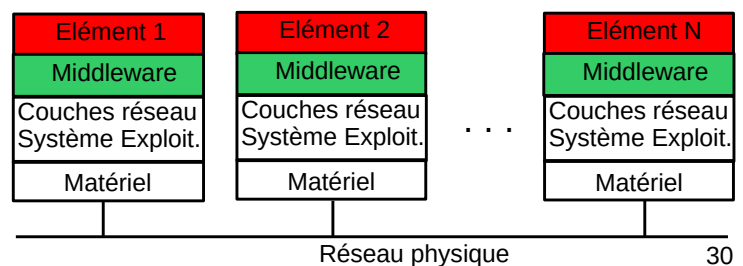 Elément 1
Middleware
Couches réseau
Système Exploit.
Matériel
Elément 2
Middleware
Couches réseau
Système Exploit.
Matériel
. . .
Elément N
Middleware
Couches réseau
Système Exploit.
Matériel
Réseau physique
30